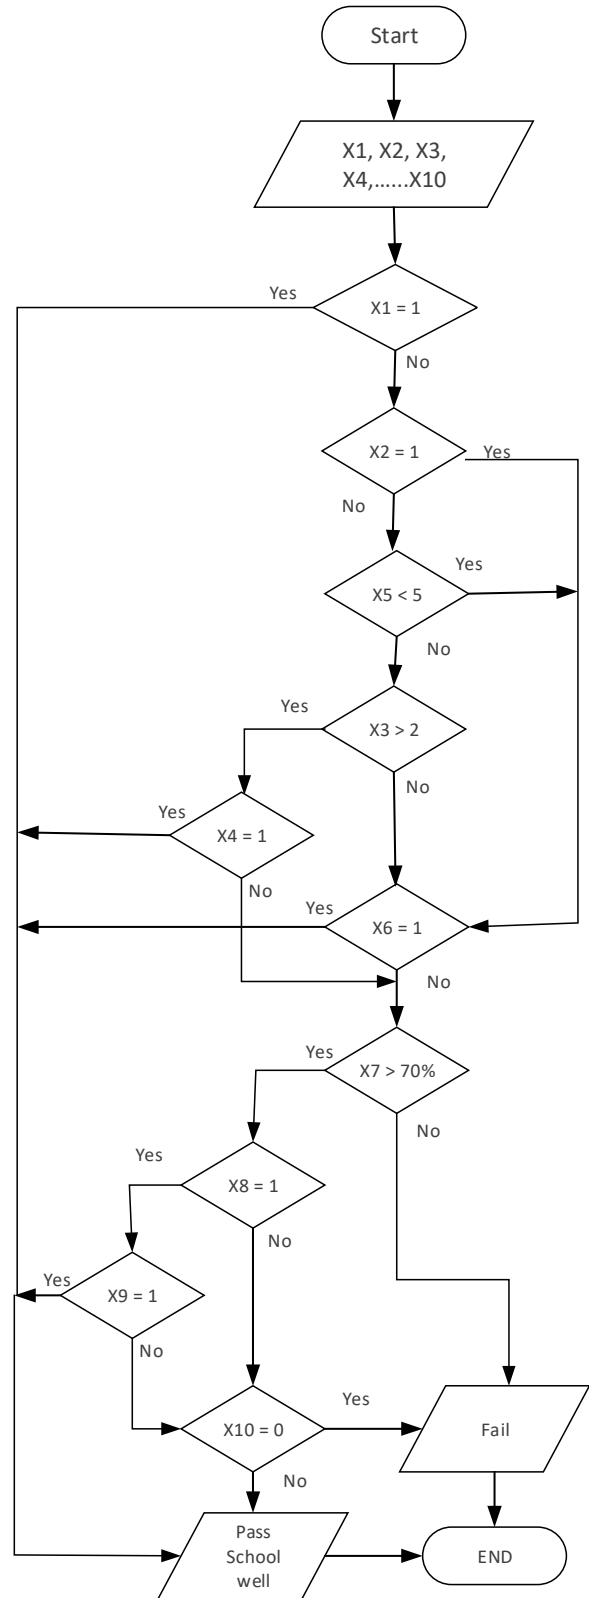 Start
X1, X2, X3,
X4,......X10
Yes
X1 = 1
No
X2 = 1
Yes
No
Yes
X5 < 5
No
Yes
X3 > 2
No
Yes
X4 = 1
No
Yes
X6 = 1
No
Yes
X7 > 70%
No
Yes
X8 = 1
No
Yes
X9 = 1
No
Yes
X10 = 0
Fail
No
Pass
School
well
END